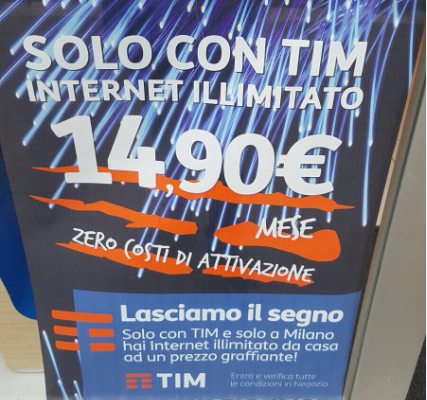 SOLO CON TIM
INTERNET ILLIMITATO
14,90€
MESE
ZERO COSTI DI ATTIVAZIONE
Lasciamo il segno
Solo con TIM e solo a Milano
hai Internet illimitato da casa
ad un prezzo graffiante!
TIM
Entra e verifica tutte
le condizioni in Negozio.